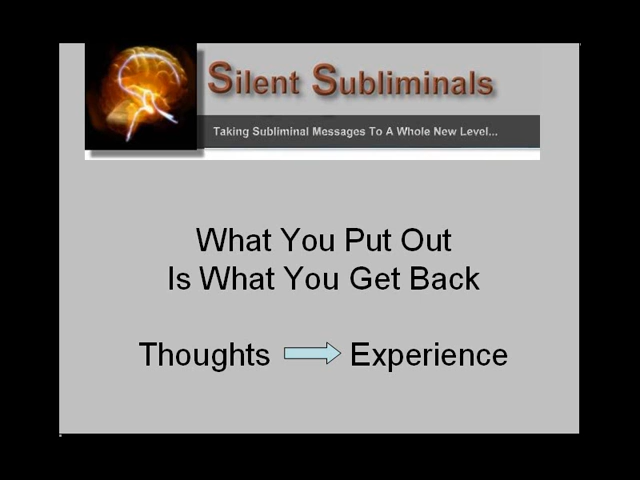 Silent Subliminals
Taking Subliminal Messages To A Whole New Level...
What You Put Out
Is What You Get Back
Thoughts Experience